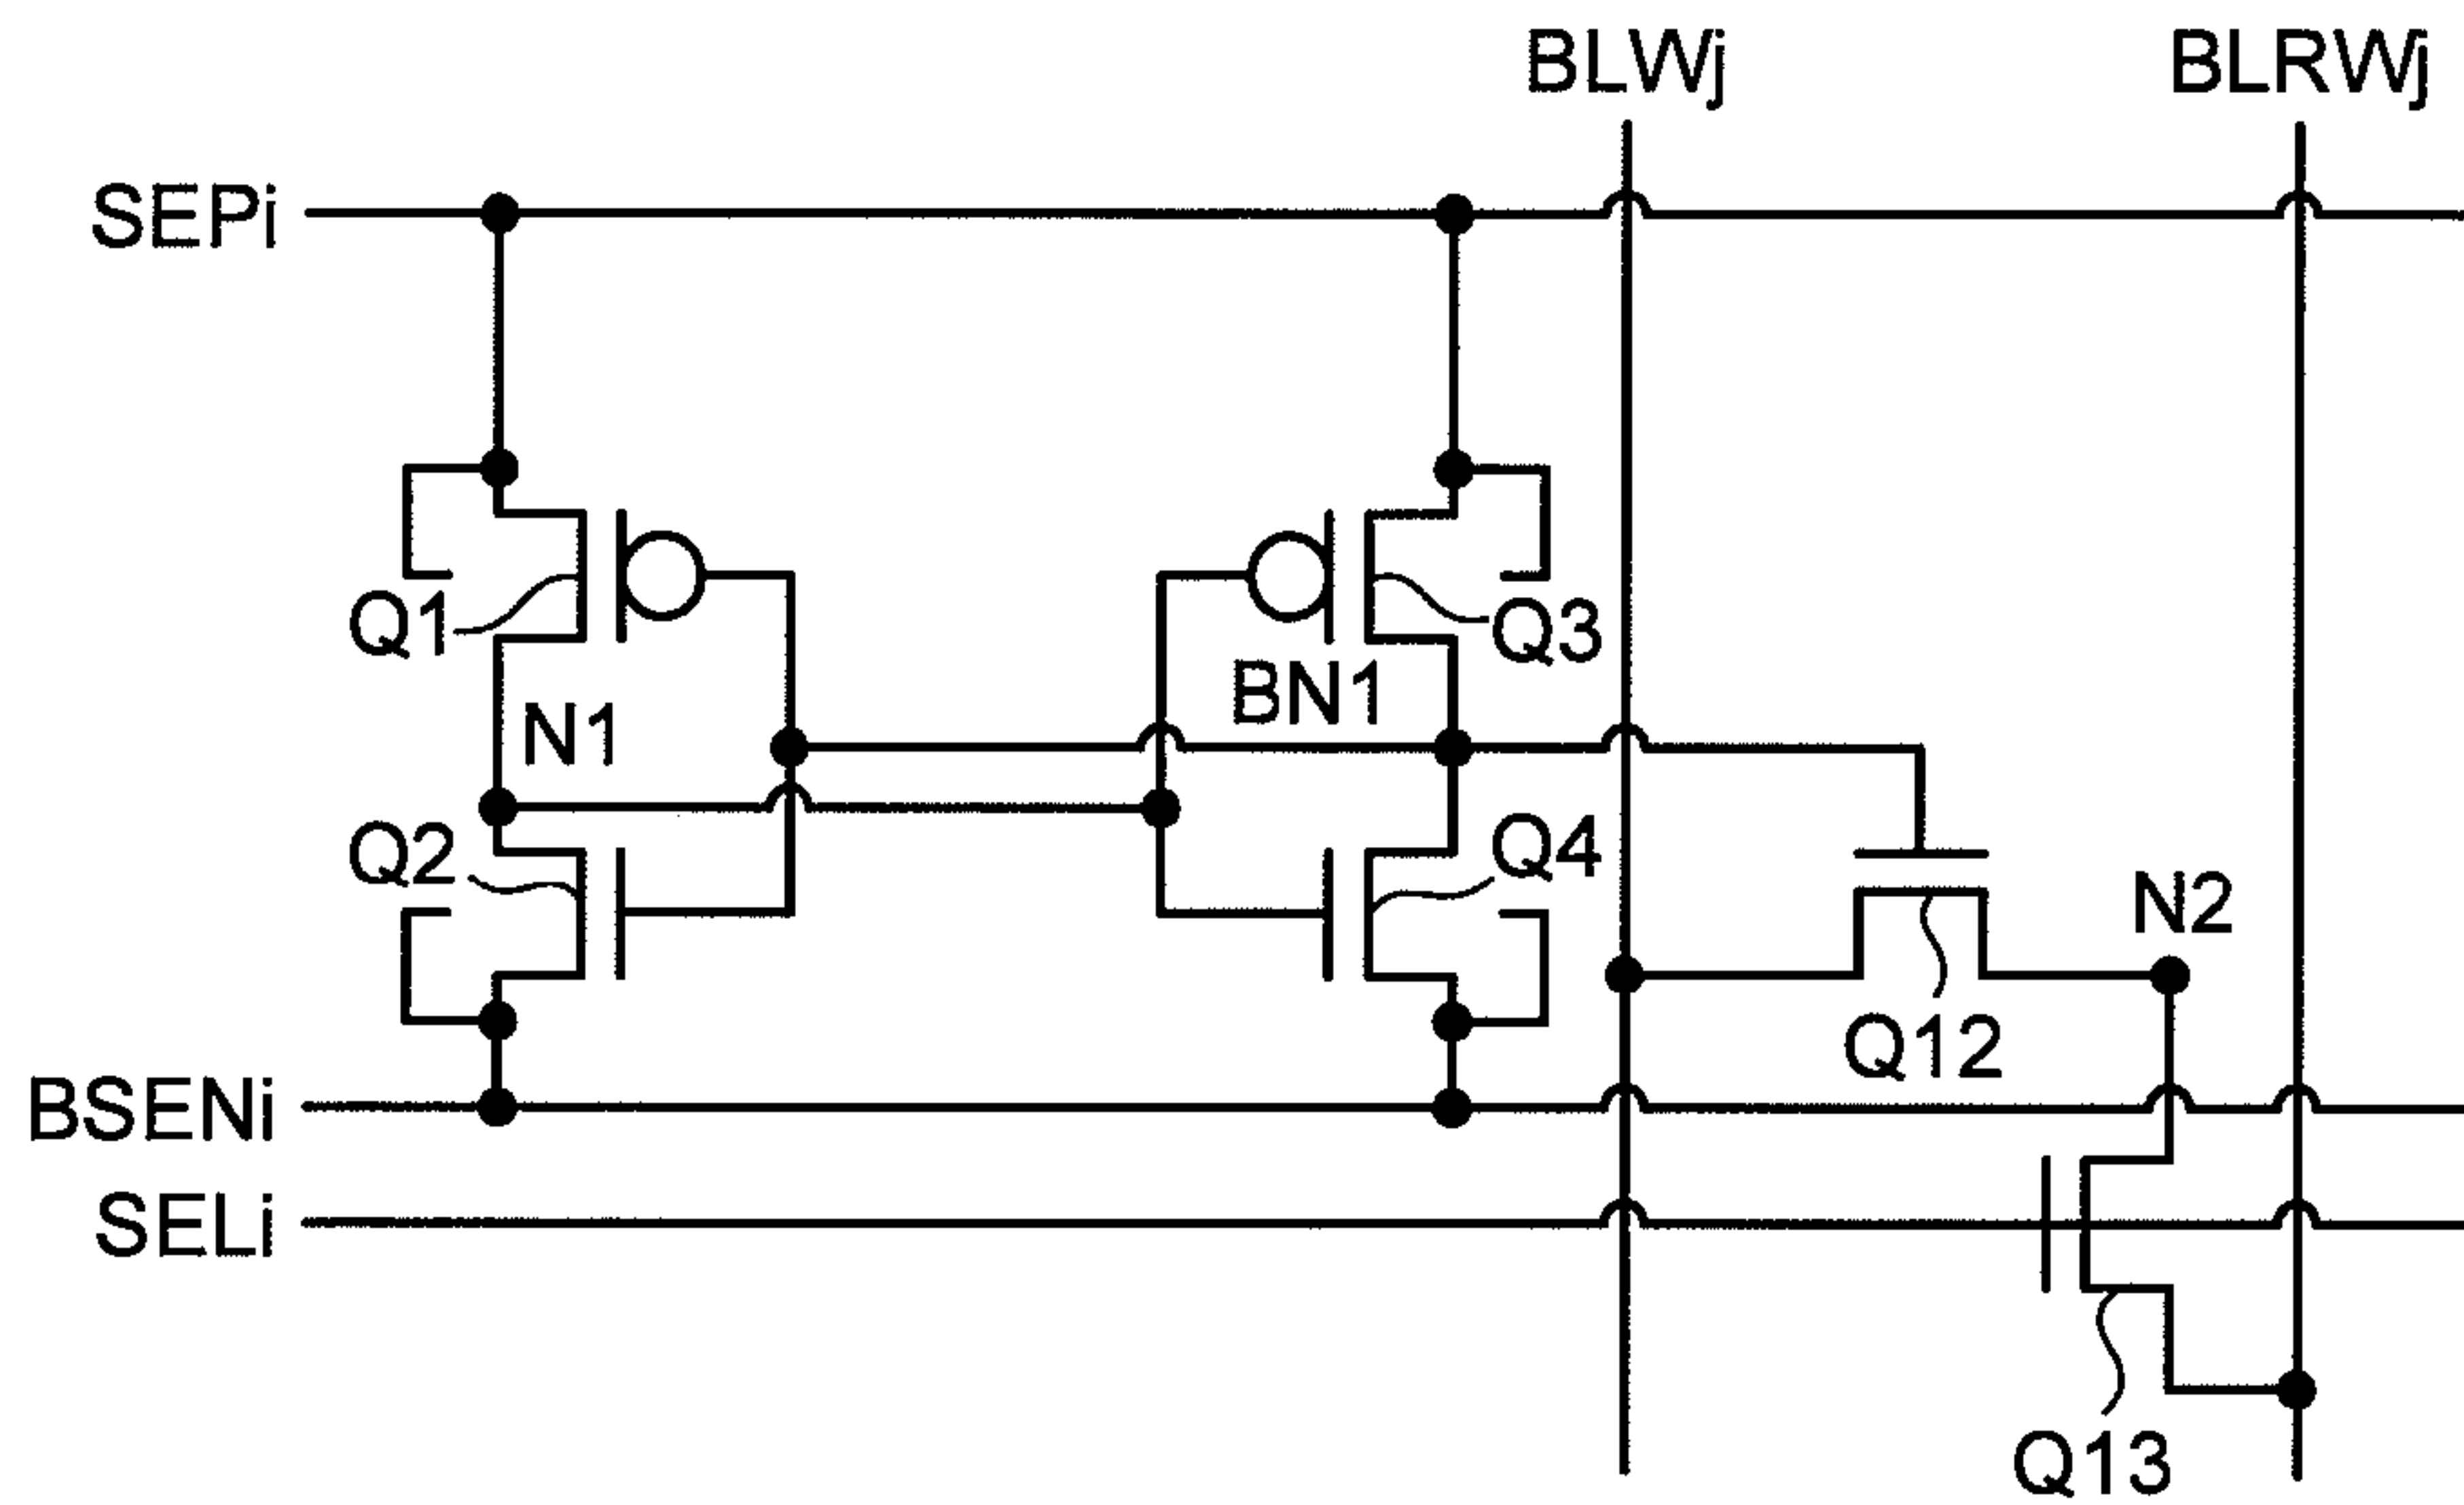 BLWj
BLRWj
SEPi
Q1
Q3
BN1
N1
Q2
Q4
N2
Q12
BSENi
SELi
Q13